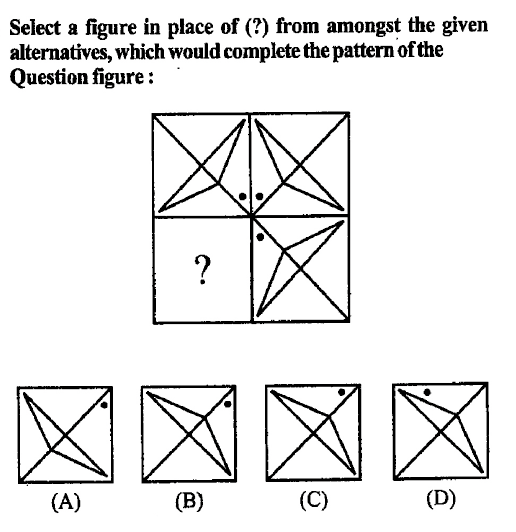 Select a figure in place of (?) from amongst the given
alternatives, which would complete the pattern of the
Question figure :
?
(A) (B) (C) (D)